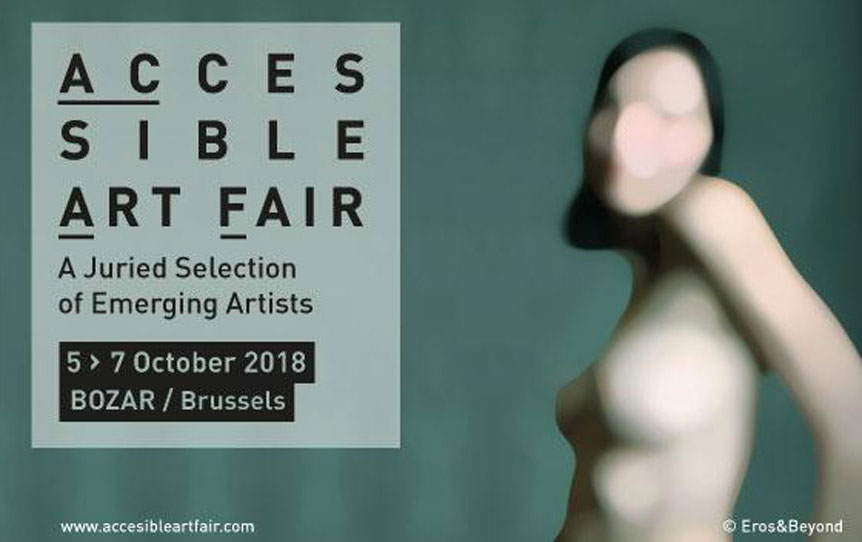 ACCES
SIBLE
ART FAIR
A Juried Selection
of Emerging Artists
5 > 7 October 2018
BOZAR / Brussels
www.accesibleartfair.com
© Eros&Beyond